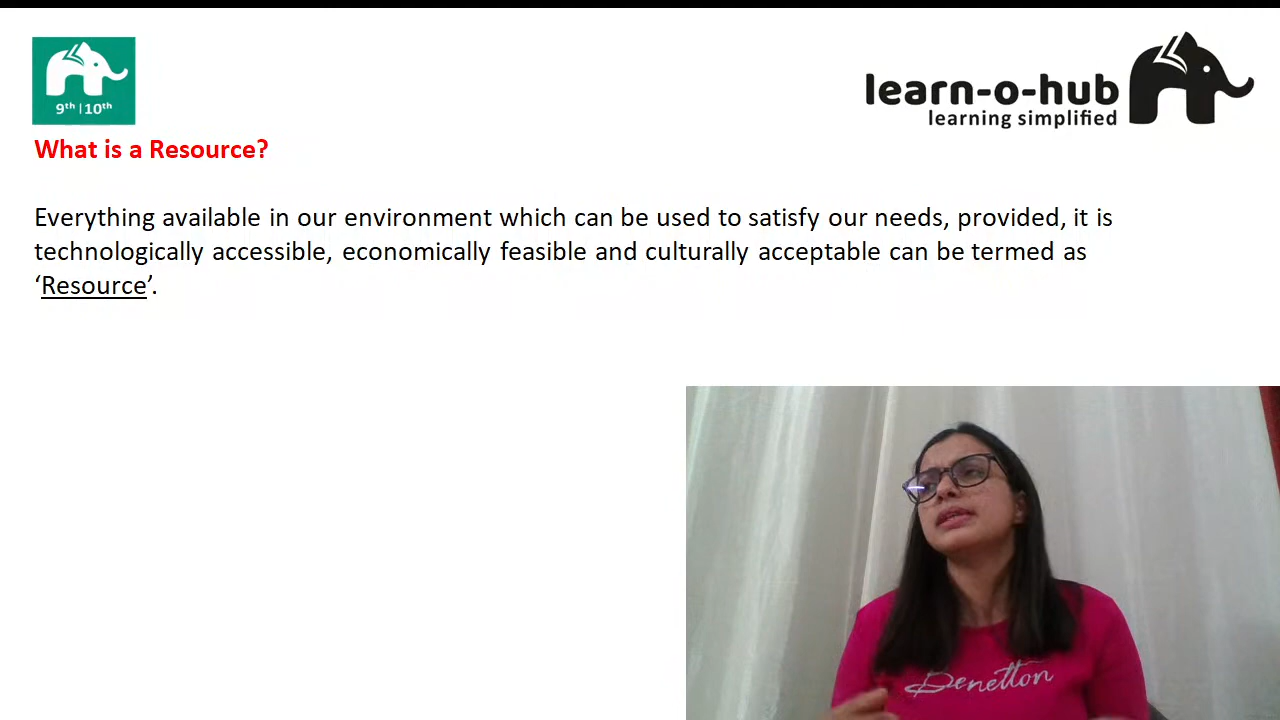 9th | 10th
learn-o-hub
learning simplified
What is a Resource?
Everything available in our environment which can be used to satisfy our needs, provided, it is
technologically accessible, economically feasible and culturally acceptable can be termed as
‘Resource’.
Benetton